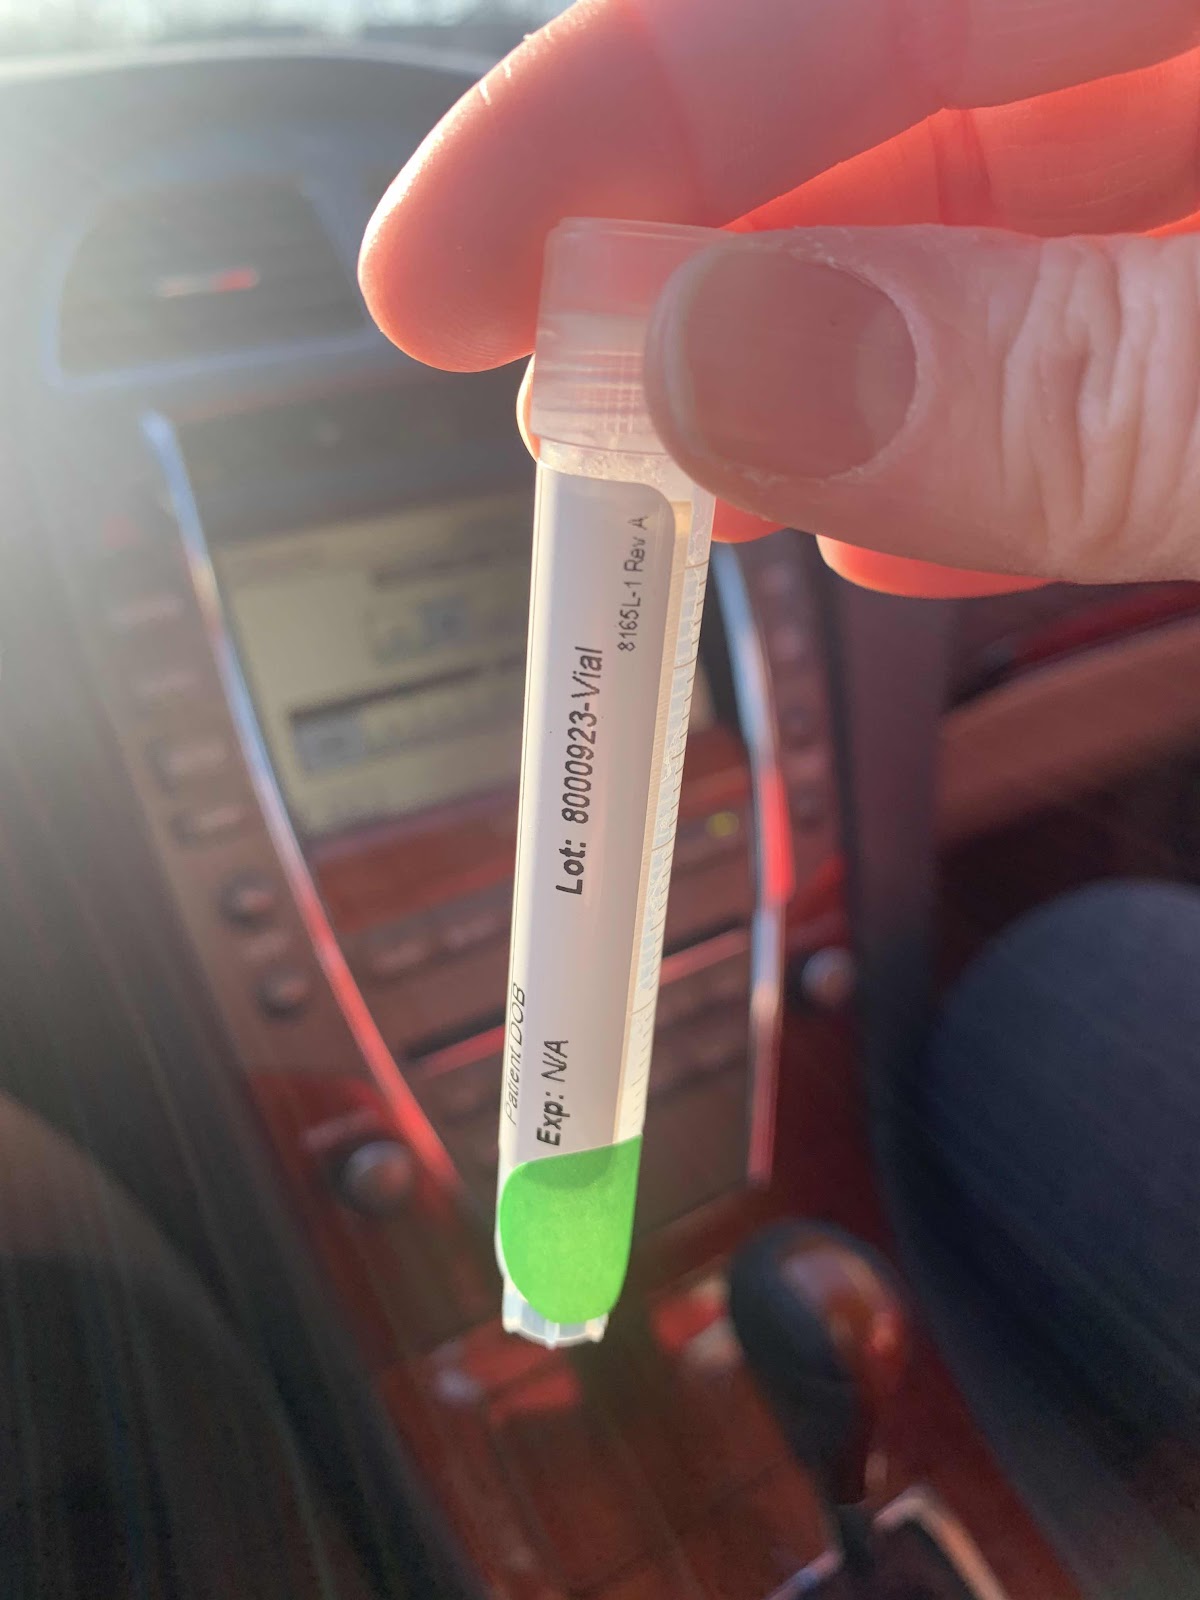 8165L-1 Rev A
Lot: 8000923-Vial
Exp: N/A
Patient DOB